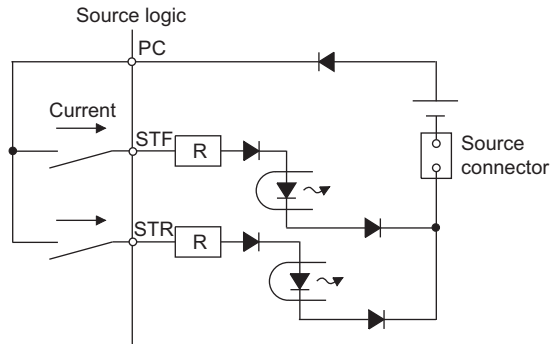 Source logic
PC
Current
STF
R
Source
connector
STR
R